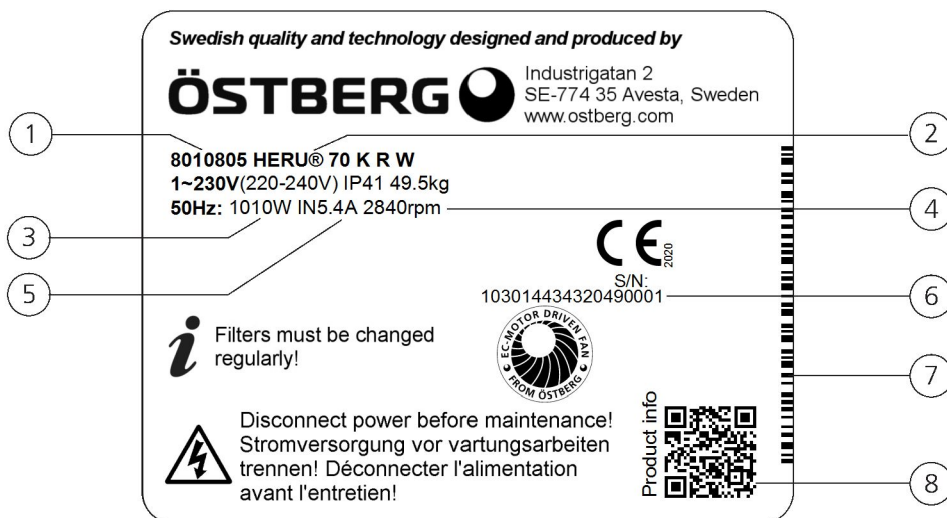 Swedish quality and technology designed and produced by
ÖSTBERG
Industrigatan 2
SE-774 35 Avesta, Sweden
www.ostberg.com
1
2
8010805 HERU® 70 K R W
1~230V(220-240V) IP41 49.5kg
50Hz: 1010W IN5.4A 2840rpm
4
3
CE
2020
5
S/N:
103014434320490001
6
i
Filters must be changed
regularly!
EC-MOTOR DRIVEN FAN
FROM ÖSTBERG
7
Disconnect power before maintenance!
Stromversorgung vor vartungsarbeiten
trennen! Déconnecter l'alimentation
avant l'entretien!
Product info
8